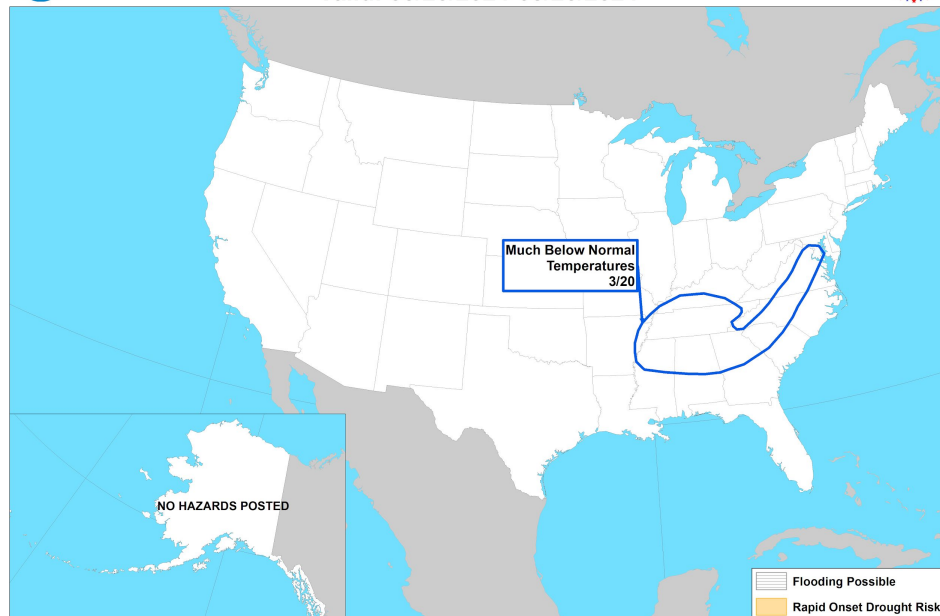 Much Below Normal
Temperatures
3/20
NO HAZARDS POSTED
Flooding Possible
Rapid Onset Drought Risk